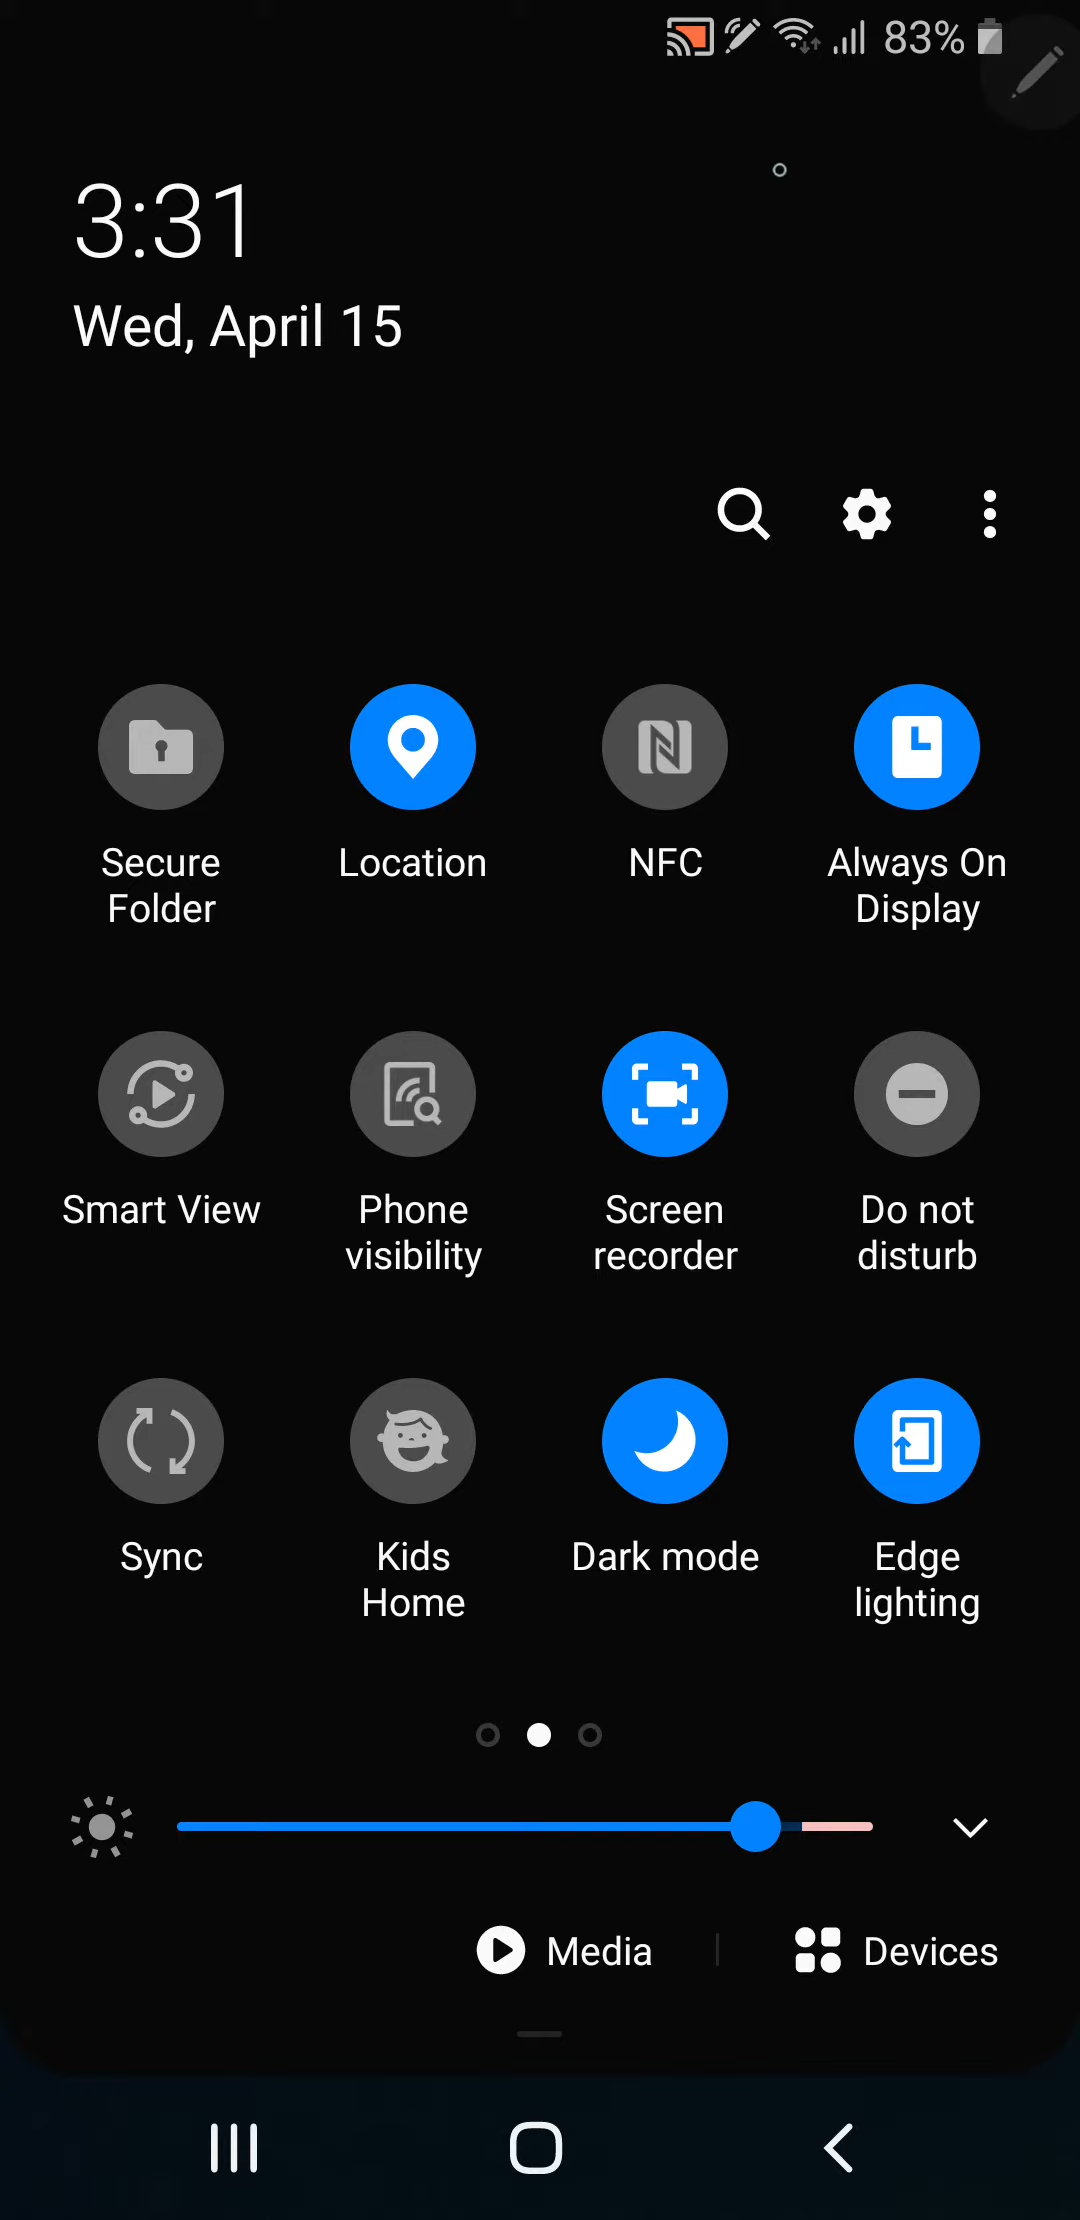 83%
3:31
Wed, April 15
Secure
Folder
Location
NFC
Always On
Display
Smart View
Phone
visibility
Screen
recorder
Do not
disturb
Sync
Kids
Home
Dark mode
Edge
lighting
Media
Devices